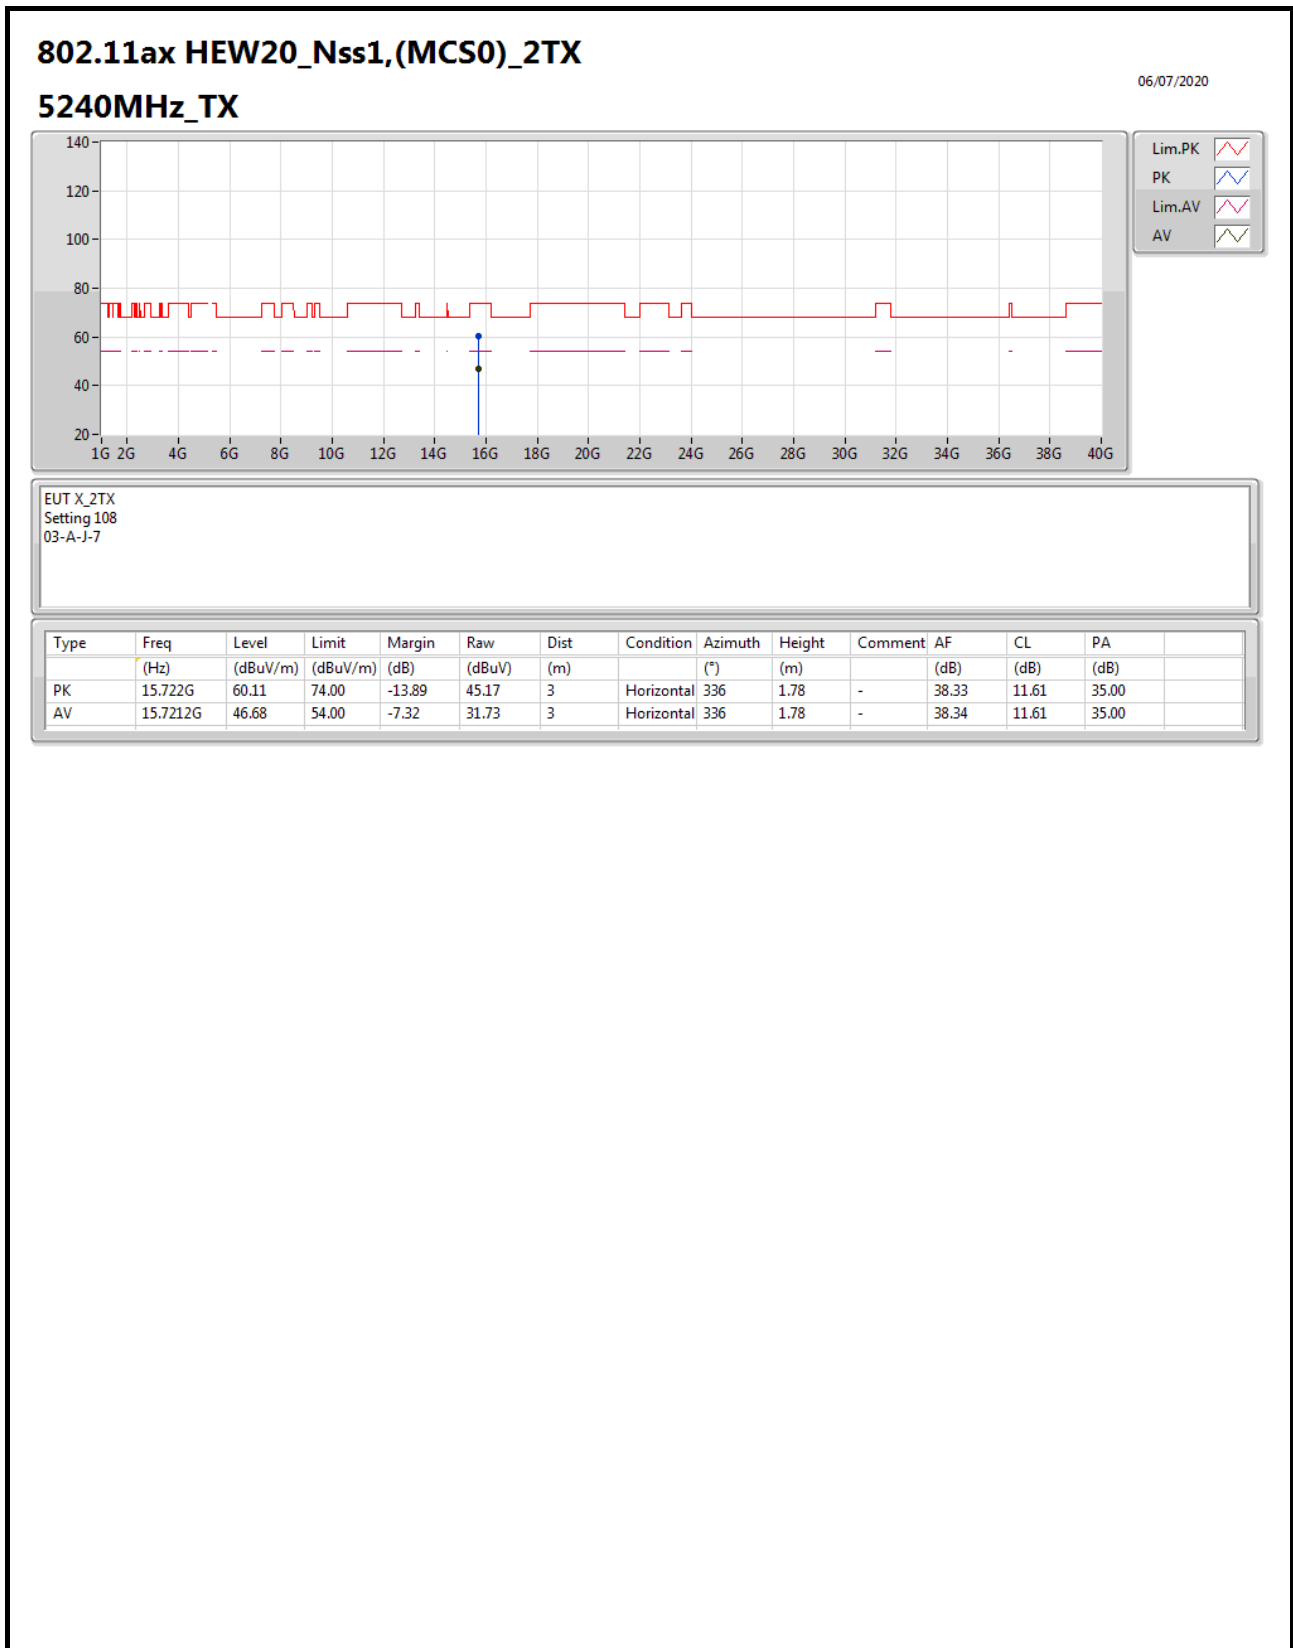 802.11ax HEW20_Nss1,(MCS0)_2TX
06/07/2020
5240MHz_TX
140
120
100
80
60
40
20
1G 2G 4G 6G 8G 10G 12G 14G 16G 18G 20G 22G 24G 26G 28G 30G 32G 34G 36G 38G 40G
Lim.PK
PK
Lim.AV
AV
EUT X_2TX
Setting 108
03-A-J-7
Type Freq Level Limit Margin Raw Dist Condition Azimuth Height Comment AF CL PA
(Hz) (dBuV/m) (dBuV/m) (dB) (dBuV) (m) (°) (m) (dB) (dB) (dB)
PK 15.722G 60.11 74.00 -13.89 45.17 3 Horizontal 336 1.78 - 38.33 11.61 35.00
AV 15.7212G 46.68 54.00 -7.32 31.73 3 Horizontal 336 1.78 - 38.34 11.61 35.00